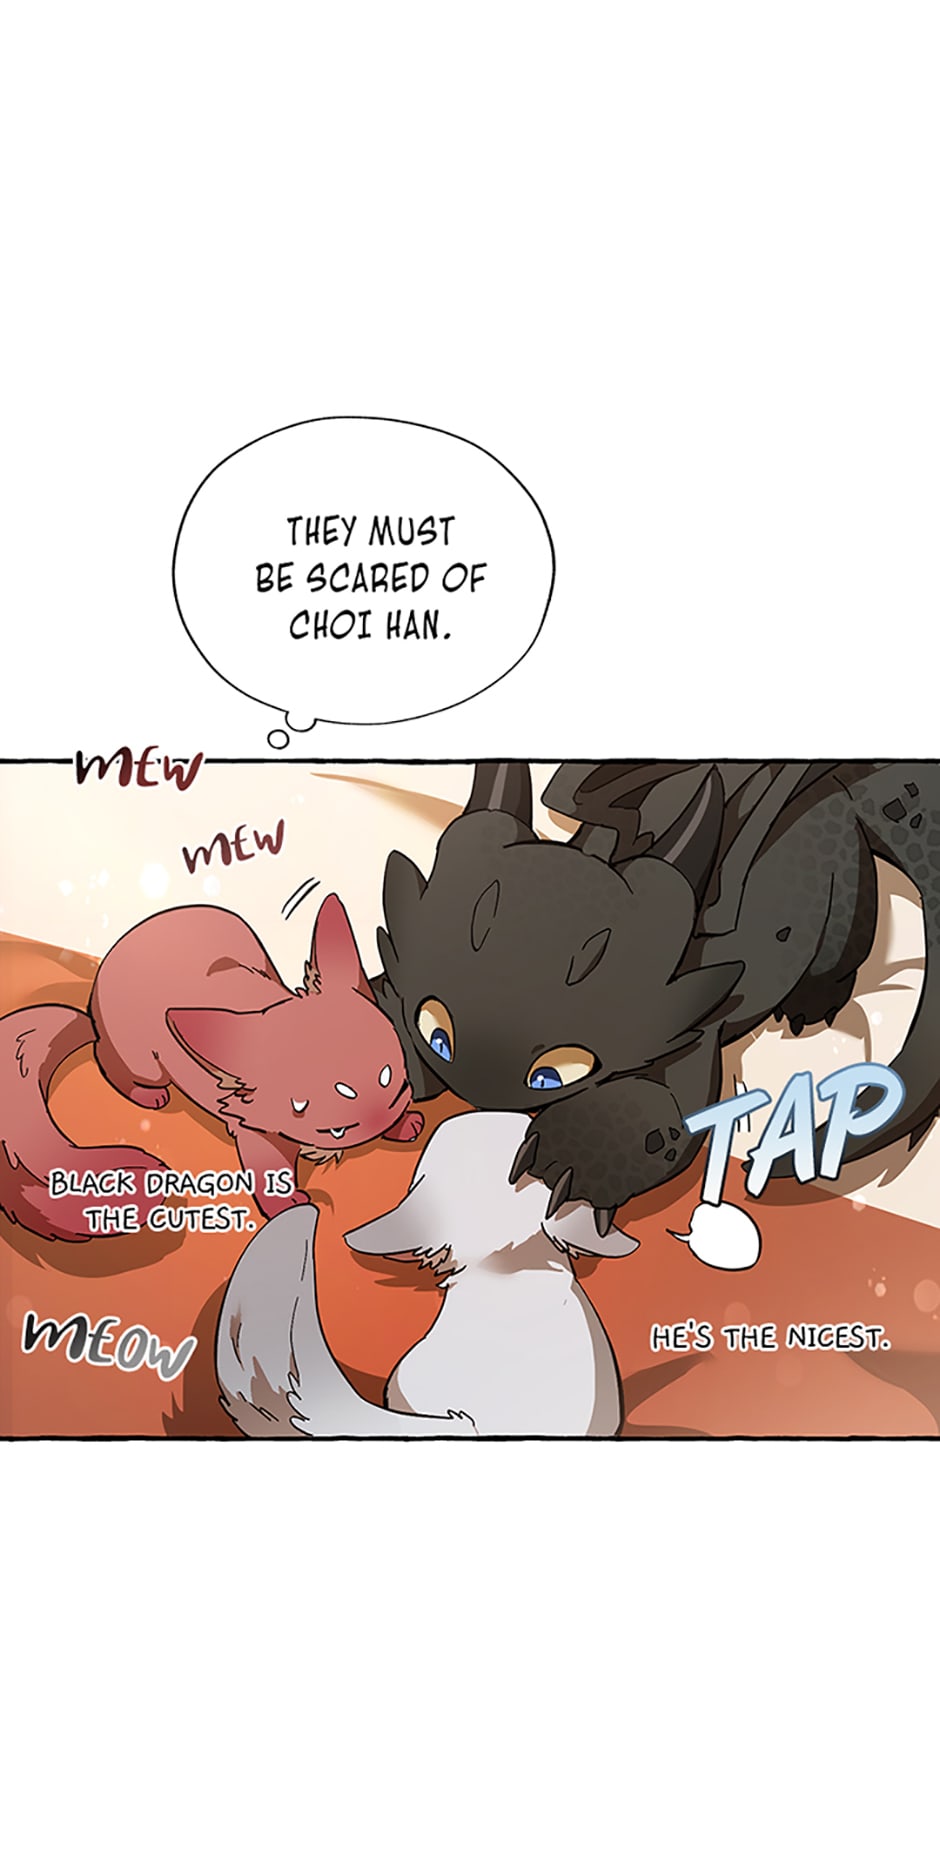 THEY MUST
BE SCARED OF
CHOI HAN.
MEW
MEW
TAP
BLACK DRAGON IS
THE CUTEST.
MEOW
HE'S THE NICEST.